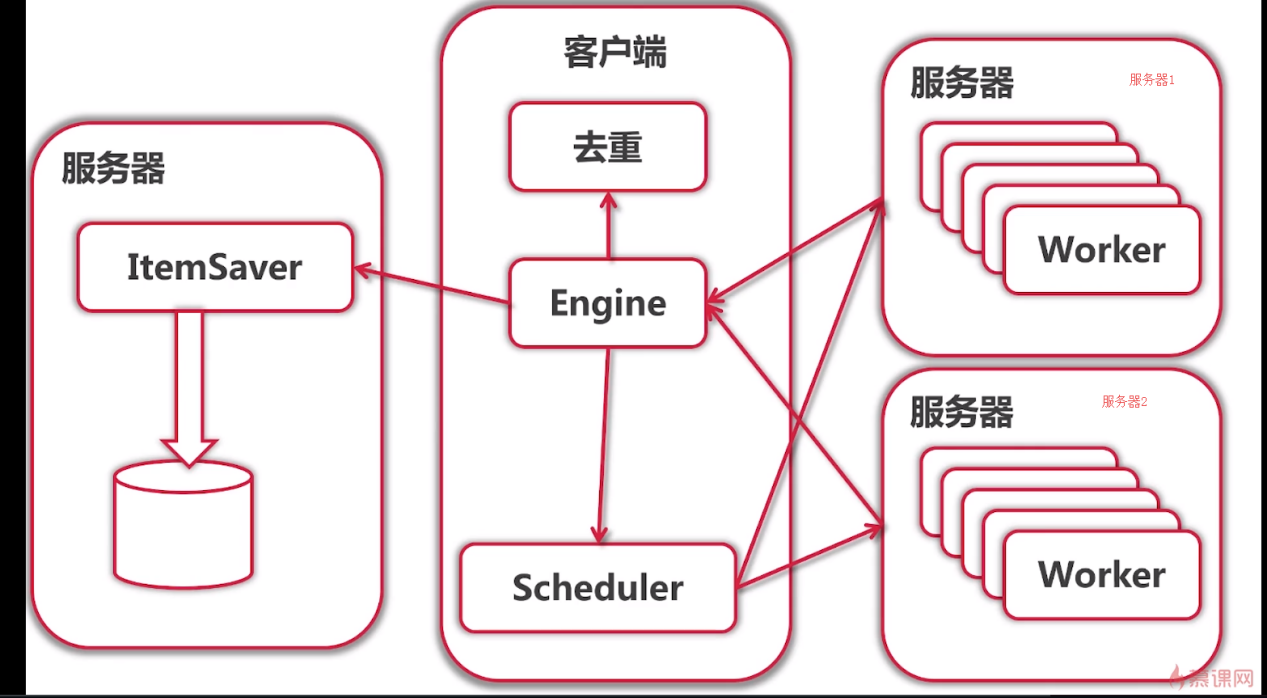 服务器
ItemSaver
客户端
去重
Engine
Scheduler
服务器
服务器1
Worker
服务器
服务器2
Worker
慕课网